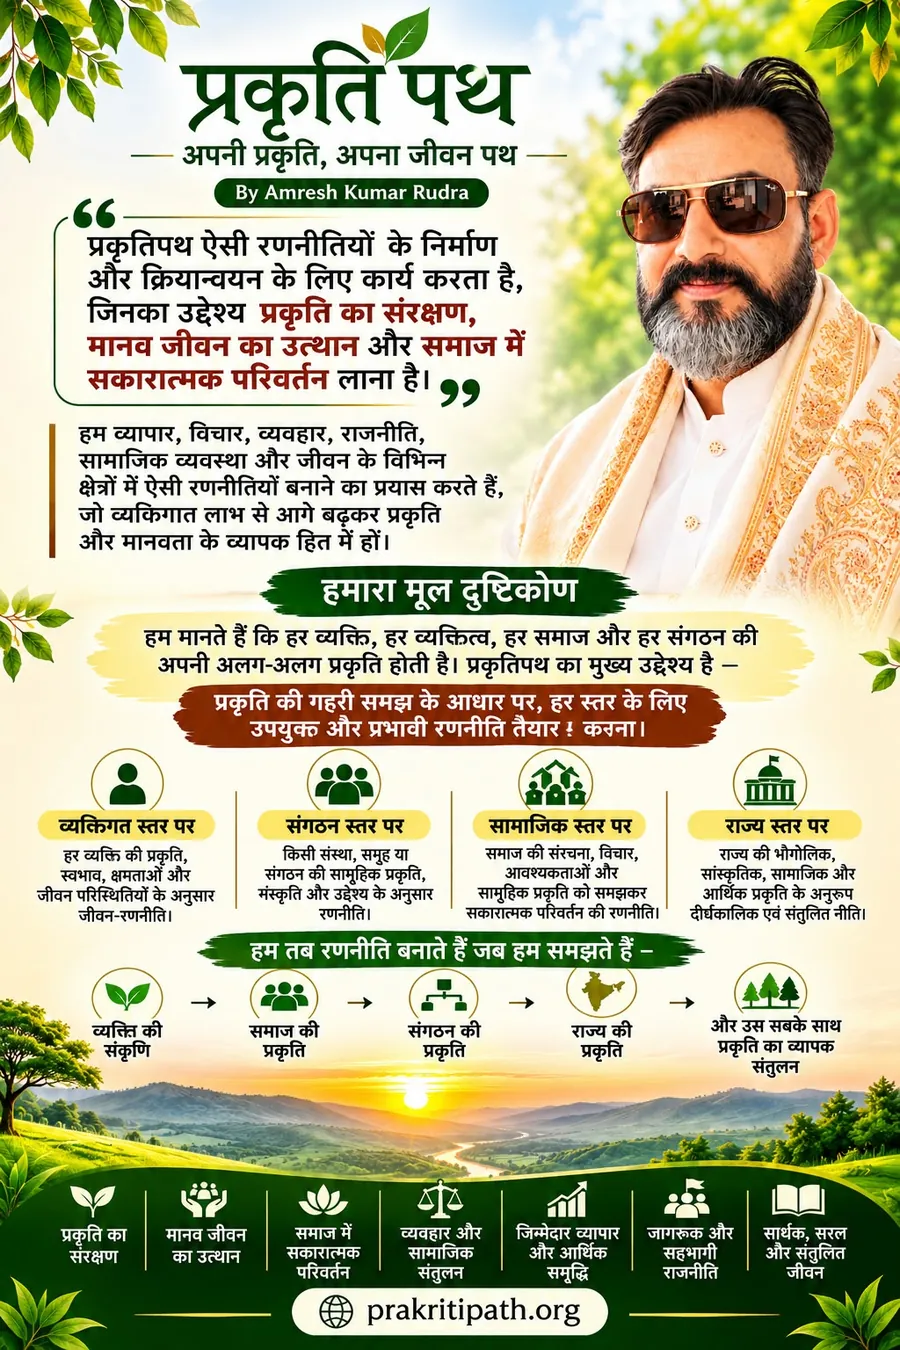 प्रकृति पथ
अपनी प्रकृति, अपना जीवन पथ
By Amresh Kumar Rudra
प्रकृतिपथ ऐसी रणनीतियों के निर्माण
और क्रियान्वयन के लिए कार्य करता है,
जिनका उद्देश्य प्रकृति का संरक्षण,
मानव जीवन का उत्थान और समाज में
सकारात्मक परिवर्तन लाना है।
हम व्यापार, विचार, व्यवहार, राजनीति,
सामाजिक व्यवस्था और जीवन के विभिन्न
क्षेत्रों में ऐसी रणनीतियों बनाने का प्रयास करते हैं,
जो व्यकिगात लाभ से आगे बढ़कर प्रकृति
और मानवता के व्यापक हित में हों।
हमारा मूल दुष्टिकोण
हम मानते हैं कि हर व्यक्ति, हर व्यक्तित्व, हर समाज और हर संगठन की
अपनी अलग-अलग प्रकृति होती है। प्रकृतिपथ का मुख्य उद्देश्य है –
प्रकृति की गहरी समझ के आधार पर, हर स्तर के लिए
उपयुक्त और प्रभावी रणनीति तैयार करना।
व्यकिगत स्तर पर
हर व्यक्ति की प्रकृति,
स्वभाव, क्षमताओं और
जीवन परिस्थितियों के अनुसार
जीवन-रणनीति।
संगठन स्तर पर
किसी संस्था, समुह या
संगठन की सामुहिक प्रकृति,
मंस्कृति और उद्देश्य के अनुसार
रणनीति।
सामाजिक स्तर पर
समाज की संरचना, विचार,
आवश्यकताओं और
सामुहिक प्रकृति को समझकर
सकारात्मक परिवर्तन की रणनीति।
राज्य स्तर पर
राज्य की भौगोलिक,
सांस्कृतिक, सामाजिक और
आर्थिक प्रकृति के अनुरूप
दीर्घकालिक एवं संतुलित नीति।
हम तब रणनीति बनाते हैं जब हम समझते हैं –
व्यक्ति की
संकृणि
समाज की
प्रकृति
संगठन की
प्रकृति
राज्य की
प्रकृति
और उस सबके साथ
प्रकृति का व्यापक
संतुलन
प्रकृति का
संरक्षण
मानव जीवन
का उत्थान
समाज में
सकारात्मक
परिवर्तन
व्यवहार और
सामाजिक
संतुलन
जिम्मेदार व्यापार
और आर्थिक
समृद्धि
जागरूक और
सहभागी
राजनीति
सार्थक, सरल
और संतुलित
जीवन
prakritipath.org